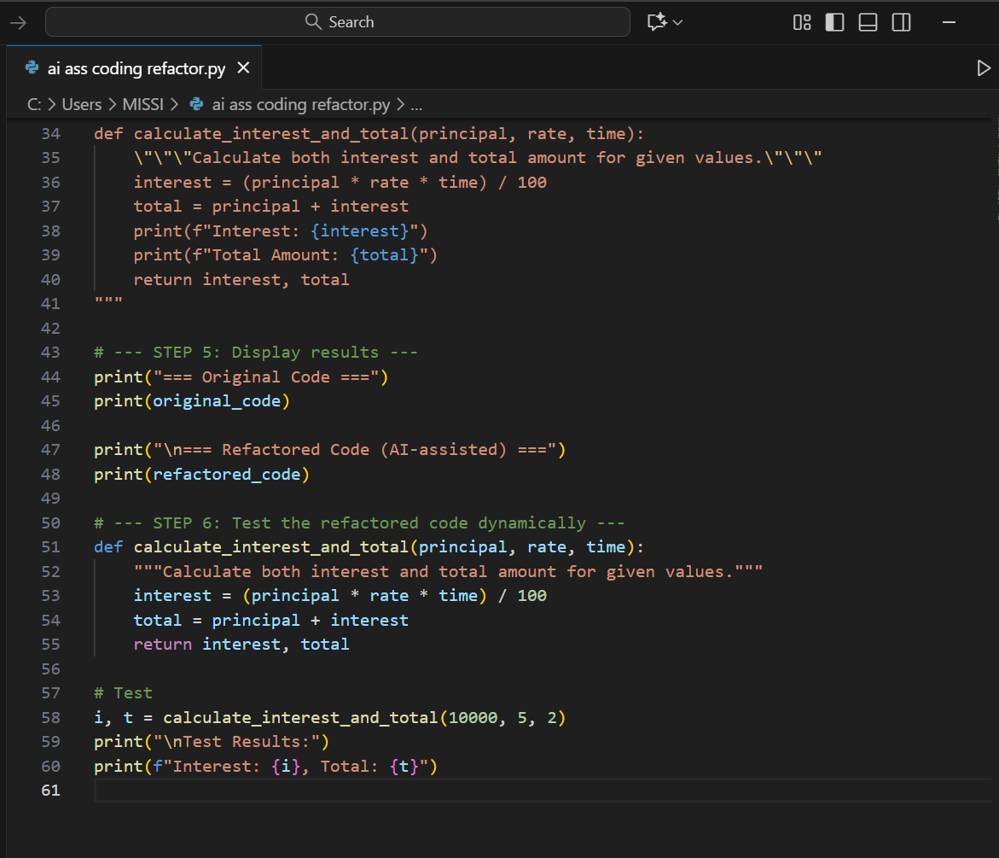 Search
ai ass coding refactor.py
C: > Users > MISSI > ai ass coding refactor.py > ...
34 def calculate_interest_and_total(principal, rate, time):
35     \"\"\"Calculate both interest and total amount for given values.\"\"\"
36     interest = (principal * rate * time) / 100
37     total = principal + interest
38     print(f"Interest: {interest}")
39     print(f"Total Amount: {total}")
40     return interest, total
41 """
42
43 # --- STEP 5: Display results ---
44 print("=== Original Code ===")
45 print(original_code)
46
47 print("\n=== Refactored Code (AI-assisted) ===")
48 print(refactored_code)
49
50 # --- STEP 6: Test the refactored code dynamically ---
51 def calculate_interest_and_total(principal, rate, time):
52     """Calculate both interest and total amount for given values."""
53     interest = (principal * rate * time) / 100
54     total = principal + interest
55     return interest, total
56
57 # Test
58 i, t = calculate_interest_and_total(10000, 5, 2)
59 print("\nTest Results:")
60 print(f"Interest: {i}, Total: {t}")
61